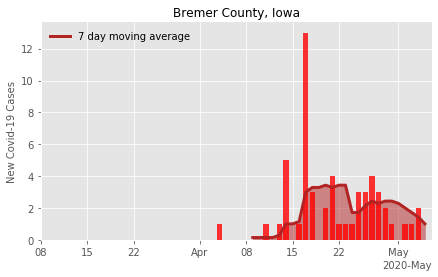 Bremer County, Iowa
7 day moving average
New Covid-19 Cases
12
10
8
6
4
2
0
08 15 22 Apr 08 15 22 May
2020-May